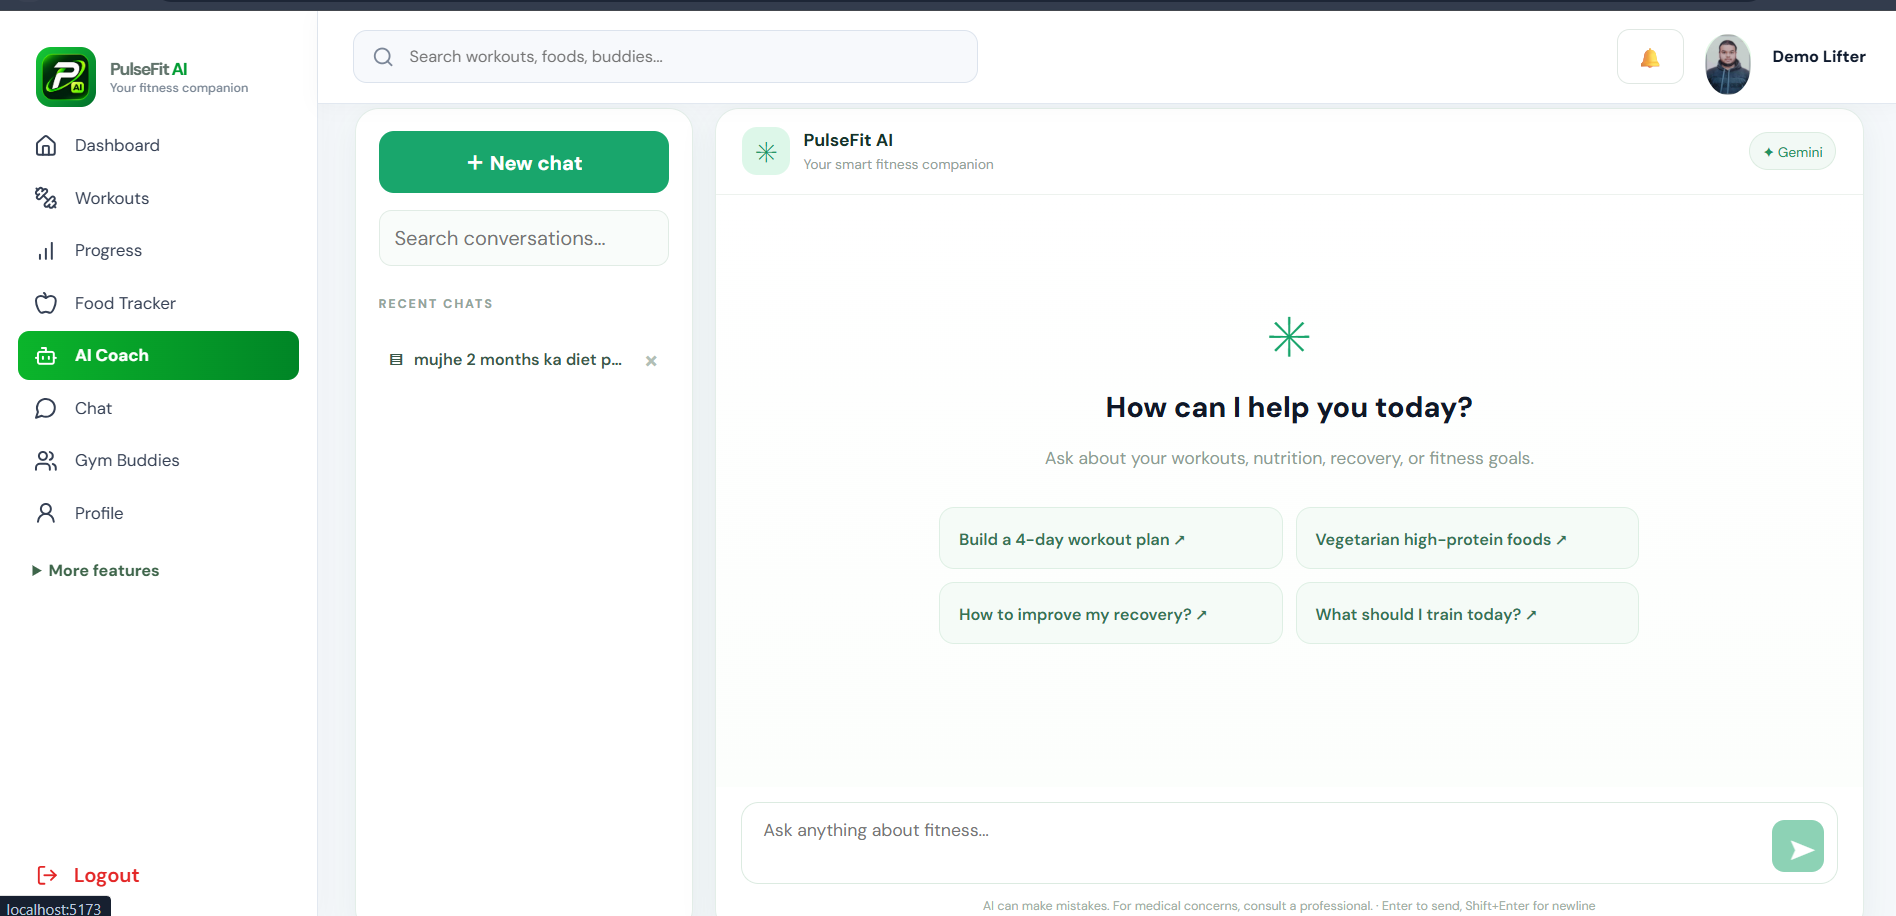 PulseFit AI
Your fitness companion
Dashboard
Workouts
Progress
Food Tracker
AI Coach
Chat
Gym Buddies
Profile
More features
Logout
localhost:5173
Search workouts, foods, buddies...
Demo Lifter
+ New chat
Search conversations...
RECENT CHATS
mujhe 2 months ka diet p...
PulseFit AI
Your smart fitness companion
Gemini
How can I help you today?
Ask about your workouts, nutrition, recovery, or fitness goals.
Build a 4-day workout plan ↗
Vegetarian high-protein foods ↗
How to improve my recovery? ↗
What should I train today? ↗
Ask anything about fitness...
AI can make mistakes. For medical concerns, consult a professional. · Enter to send, Shift+Enter for newline